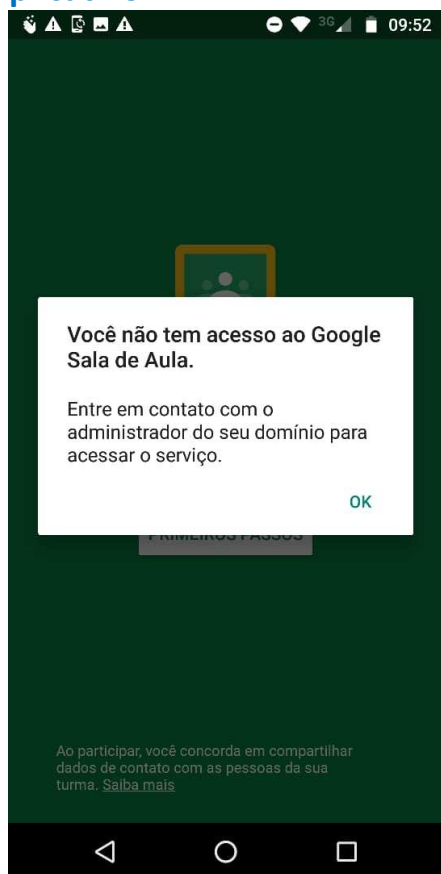 3G 09:52
Você não tem acesso ao Google
Sala de Aula.
Entre em contato com o
administrador do seu domínio para
acessar o serviço.
OK
PRIMEIROS PASSOS
Ao participar, você concorda em compartilhar
dados de contato com as pessoas da sua
turma. Saiba mais